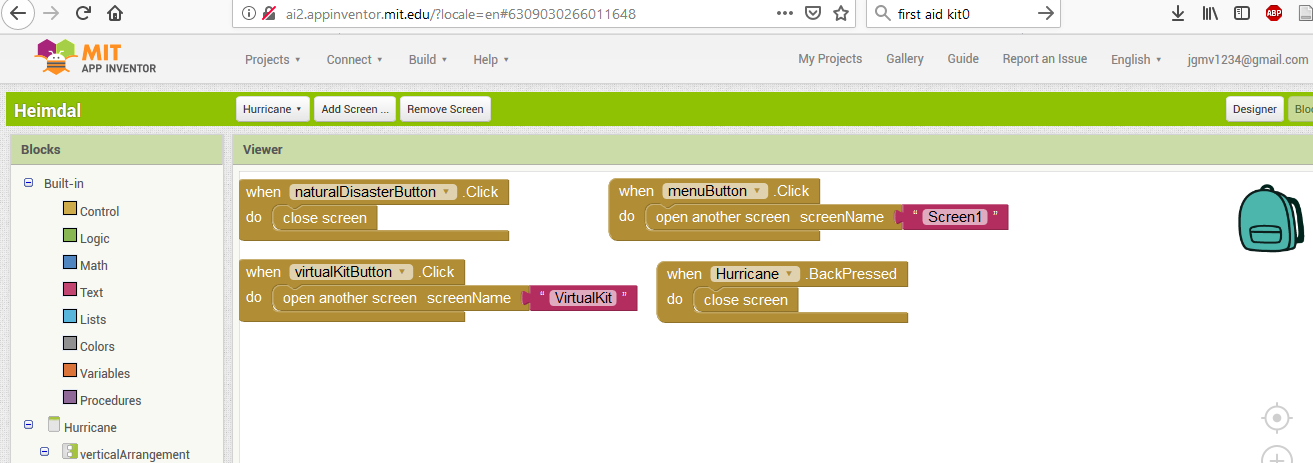 ai2.appinventor.mit.edu/?locale=en#6309030266011648
first aid kit0
ABP
MIT
APP INVENTOR
Projects Connect Build Help My Projects Gallery Guide Report an Issue English jgmv1234@gmail.com
Heimdal Hurricane Add Screen ... Remove Screen Designer Bloc
Blocks
Viewer
Built-in
Control
Logic
Math
Text
Lists
Colors
Variables
Procedures
Hurricane
verticalArrangement
when naturalDisasterButton .Click
do close screen
when menuButton .Click
do open another screen screenName “ Screen1 ”
when virtualKitButton .Click
do open another screen screenName “ VirtualKit ”
when Hurricane .BackPressed
do close screen